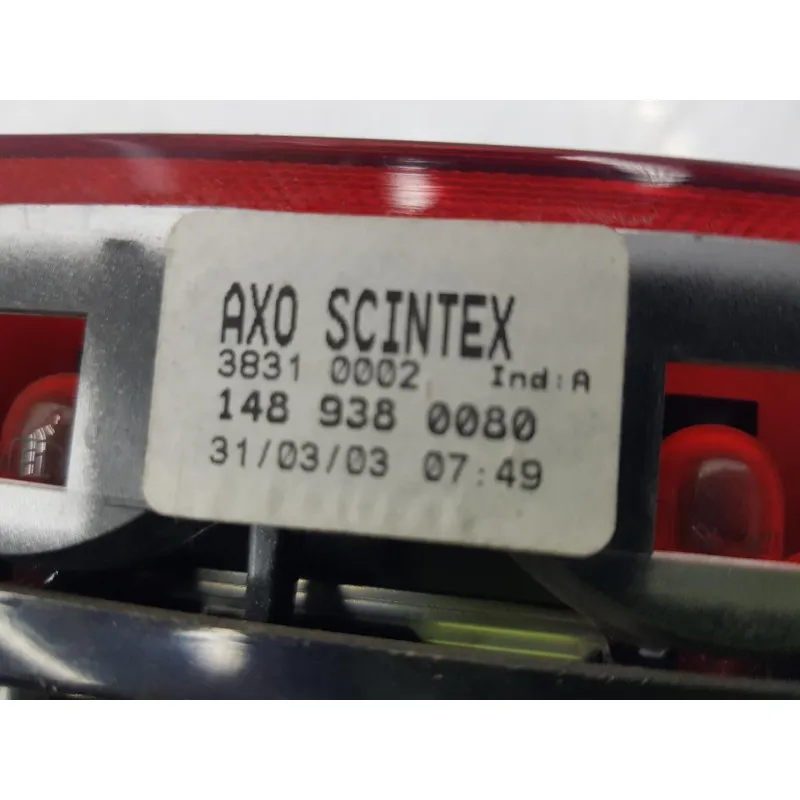 AXO SCINTEX
3831 0002 Ind:A
148 938 0080
31/03/03 07:49